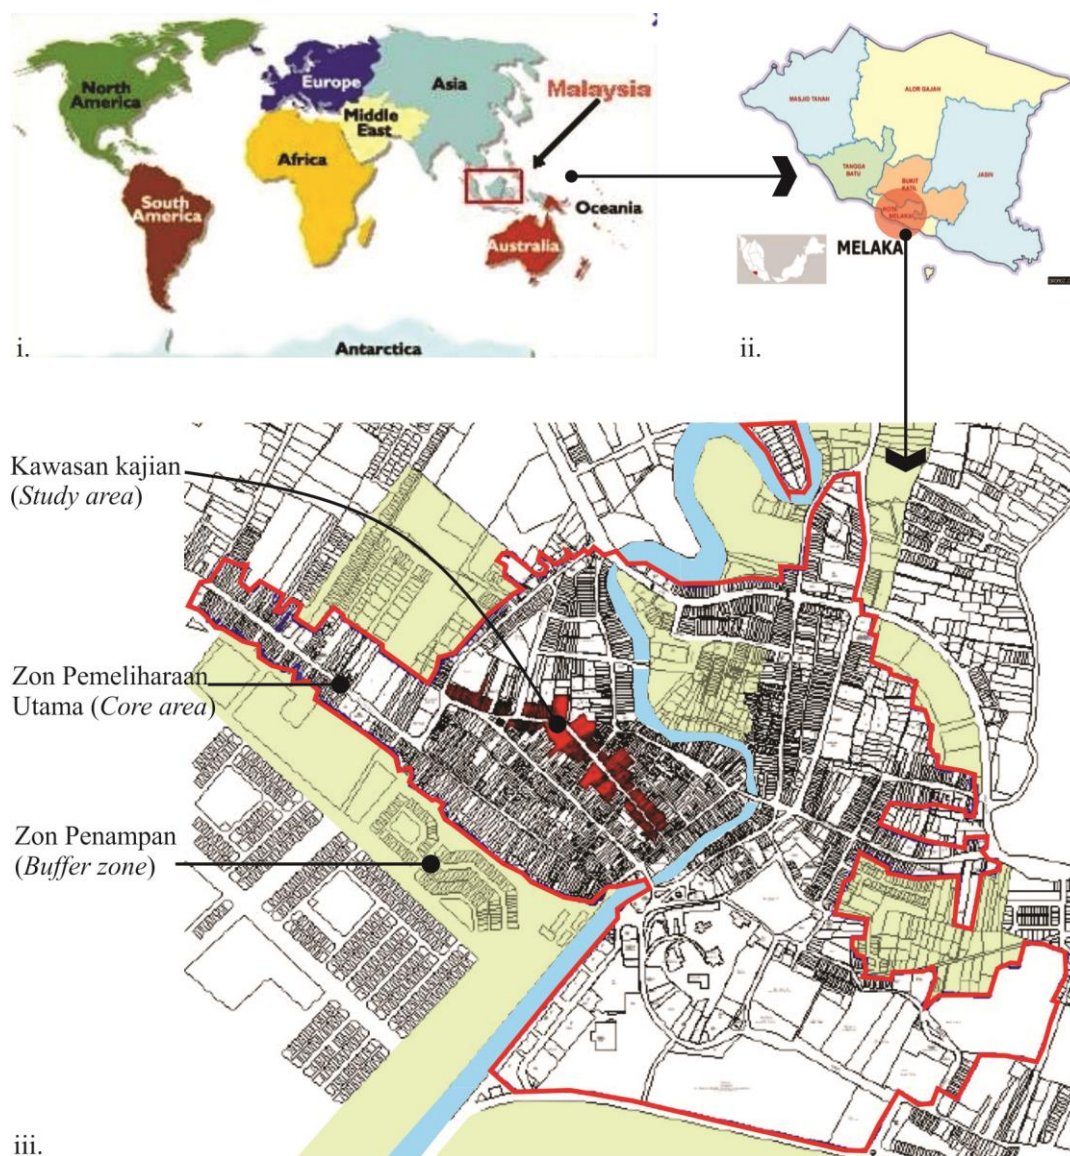 North
America
Europe
Asia
Malaysia
Middle
East
Africa
South
America
Oceania
Australia
Antarctica
i.
MASJID TANAH
ALOR GAJAH
TANGGA
BATU
BUKIT
KATIL
JASIN
KOTA
MELAKA
MELAKA
ii.
Kawasan kajian
(Study area)
Zon Pemeliharaan
Utama (Core area)
Zon Penampan
(Buffer zone)
iii.